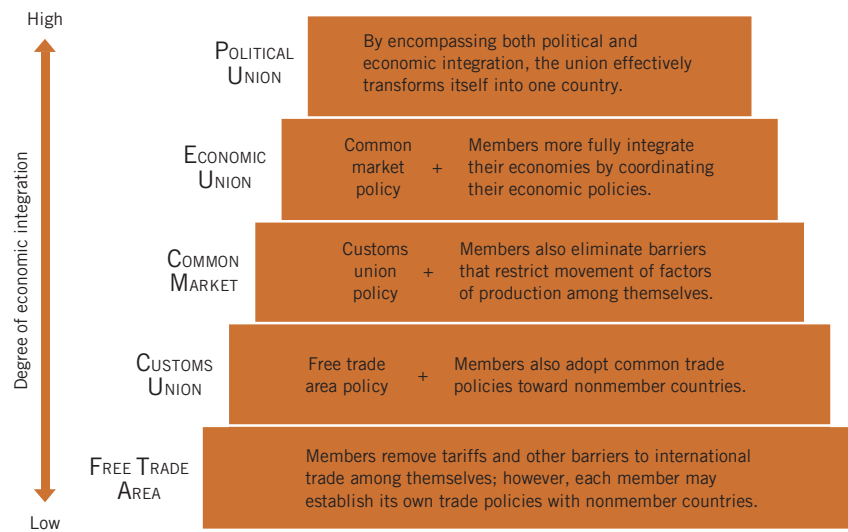 High
Degree of economic integration
Low
POLITICAL
UNION
By encompassing both political and
economic integration, the union effectively
transforms itself into one country.
ECONOMIC
UNION
Common
market
policy
+
Members more fully integrate
their economies by coordinating
their economic policies.
COMMON
MARKET
Customs
union
policy
+
Members also eliminate barriers
that restrict movement of factors
of production among themselves.
CUSTOMS
UNION
Free trade
area policy
+
Members also adopt common trade
policies toward nonmember countries.
FREE TRADE
AREA
Members remove tariffs and other barriers to international
trade among themselves; however, each member may
establish its own trade policies with nonmember countries.